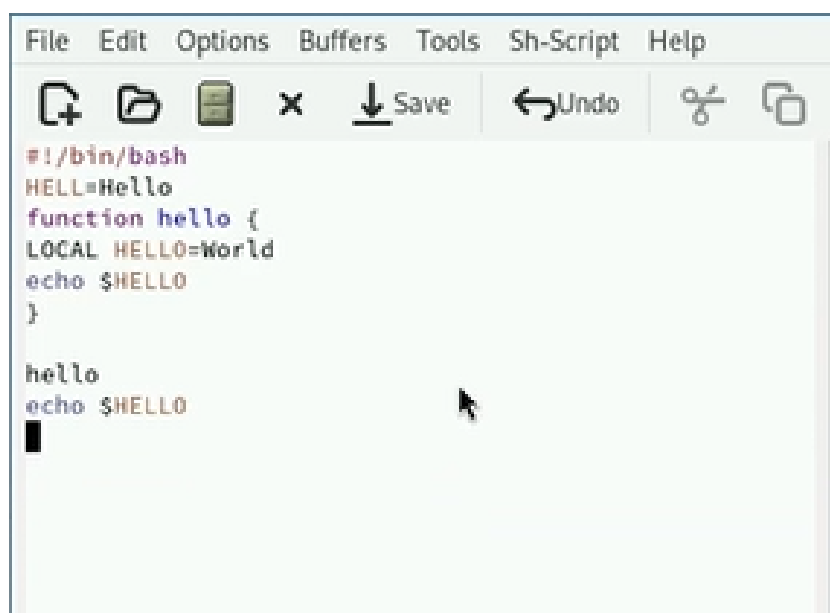 File Edit Options Buffers Tools Sh-Script Help
Save Undo
#!/bin/bash
HELL=Hello
function hello {
LOCAL HELLO=World
echo $HELLO
}
hello
echo $HELLO